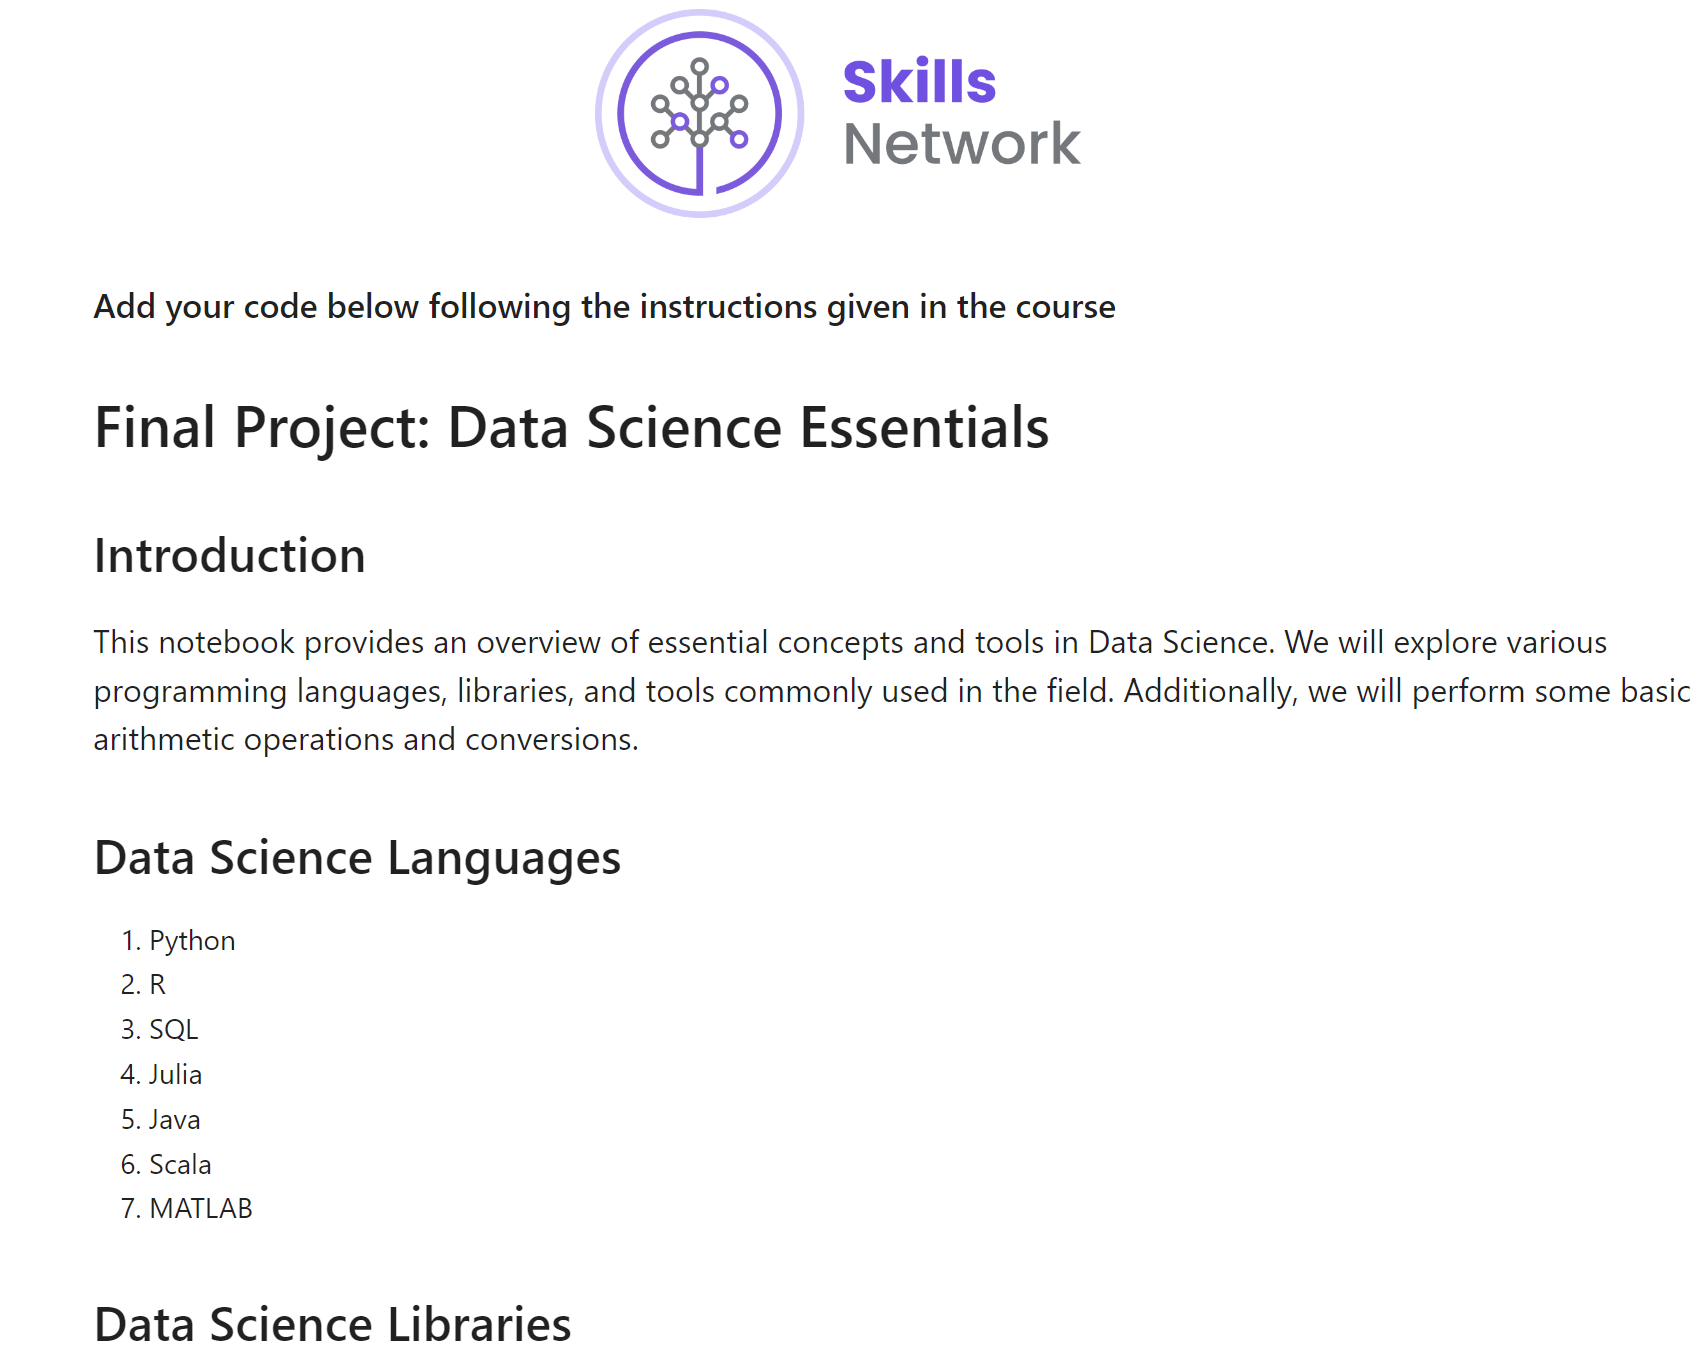 Skills
Network
Add your code below following the instructions given in the course
Final Project: Data Science Essentials
Introduction
This notebook provides an overview of essential concepts and tools in Data Science. We will explore various
programming languages, libraries, and tools commonly used in the field. Additionally, we will perform some basic
arithmetic operations and conversions.
Data Science Languages
1. Python
2. R
3. SQL
4. Julia
5. Java
6. Scala
7. MATLAB
Data Science Libraries